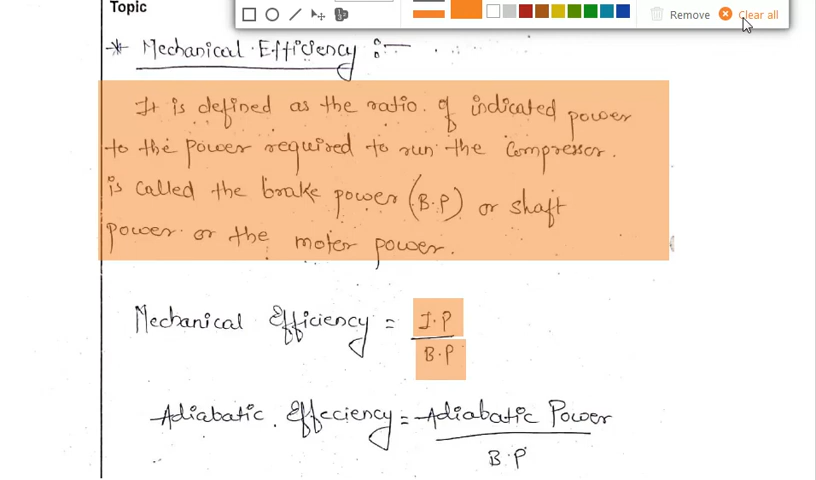 Topic
Remove
Clear all
* Mechanical Efficiency :-
It is defined as the ratio of indicated power
to the power required to run the compressor.
is called the brake power (B.P) or shaft
power or the motor power.
Mechanical Efficiency = I.P
B.P
Adiabatic. Effeciency = Adiabatic Power
B.P